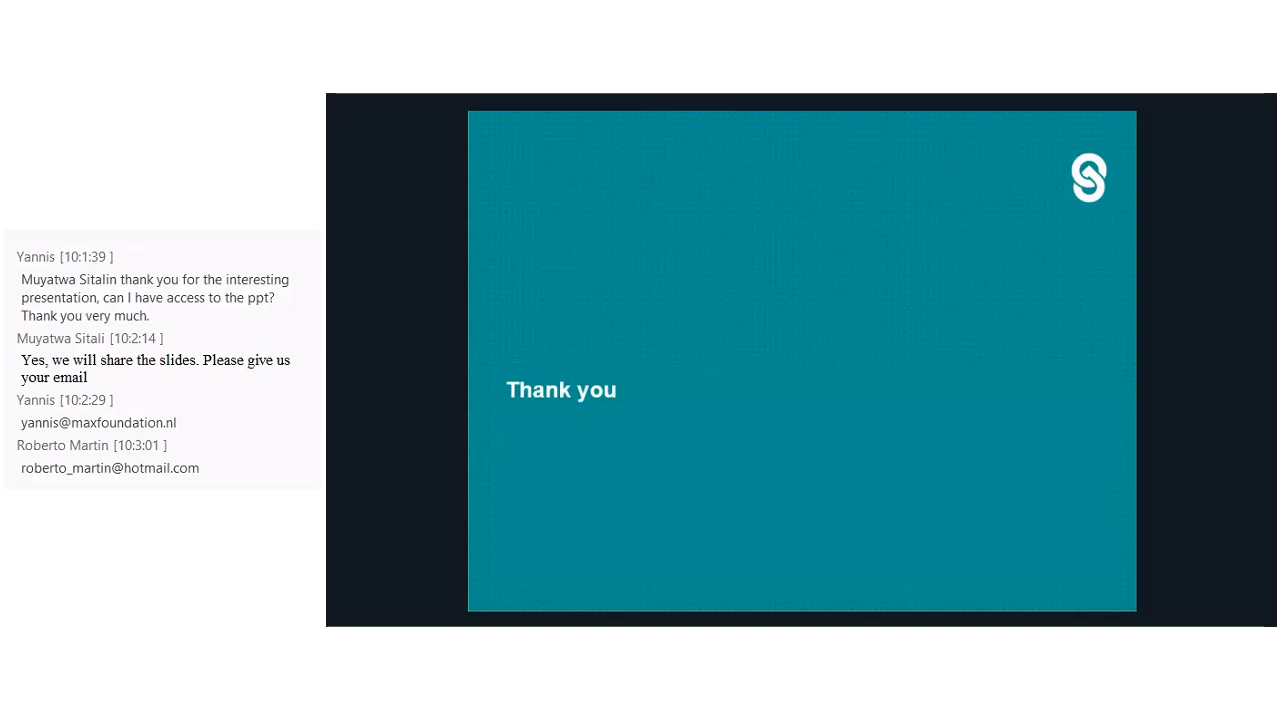 Yannis [10:1:39 ]
Muyatwa Sitalin thank you for the interesting
presentation, can I have access to the ppt?
Thank you very much.
Muyatwa Sitali [10:2:14 ]
Yes, we will share the slides. Please give us
your email
Yannis [10:2:29 ]
yannis@maxfoundation.nl
Roberto Martin [10:3:01 ]
roberto_martin@hotmail.com
Thank you